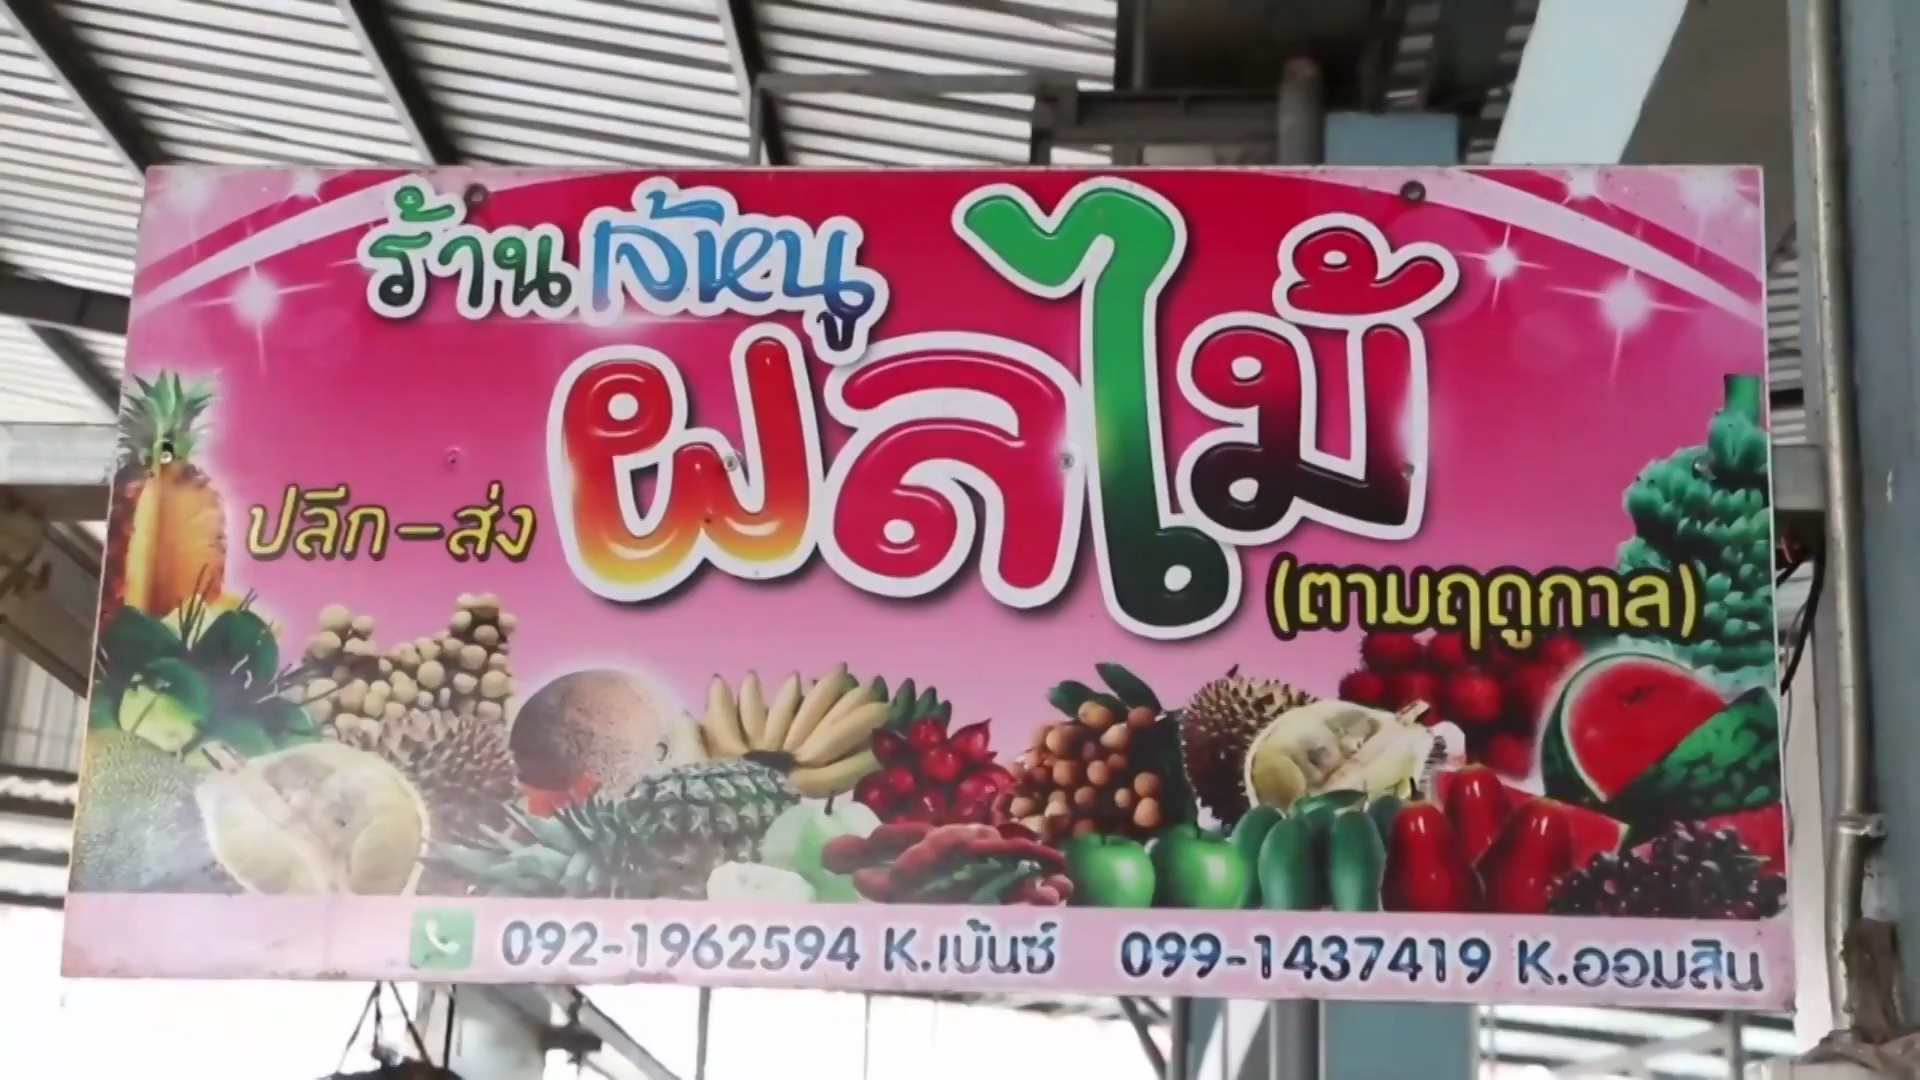 ร้านเจ้หนู
ผลไม้
ปลีก-ส่ง
(ตามฤดูกาล)
092-1962594 K.เบ้นซ์ 099-1437419 K.ออมสิน